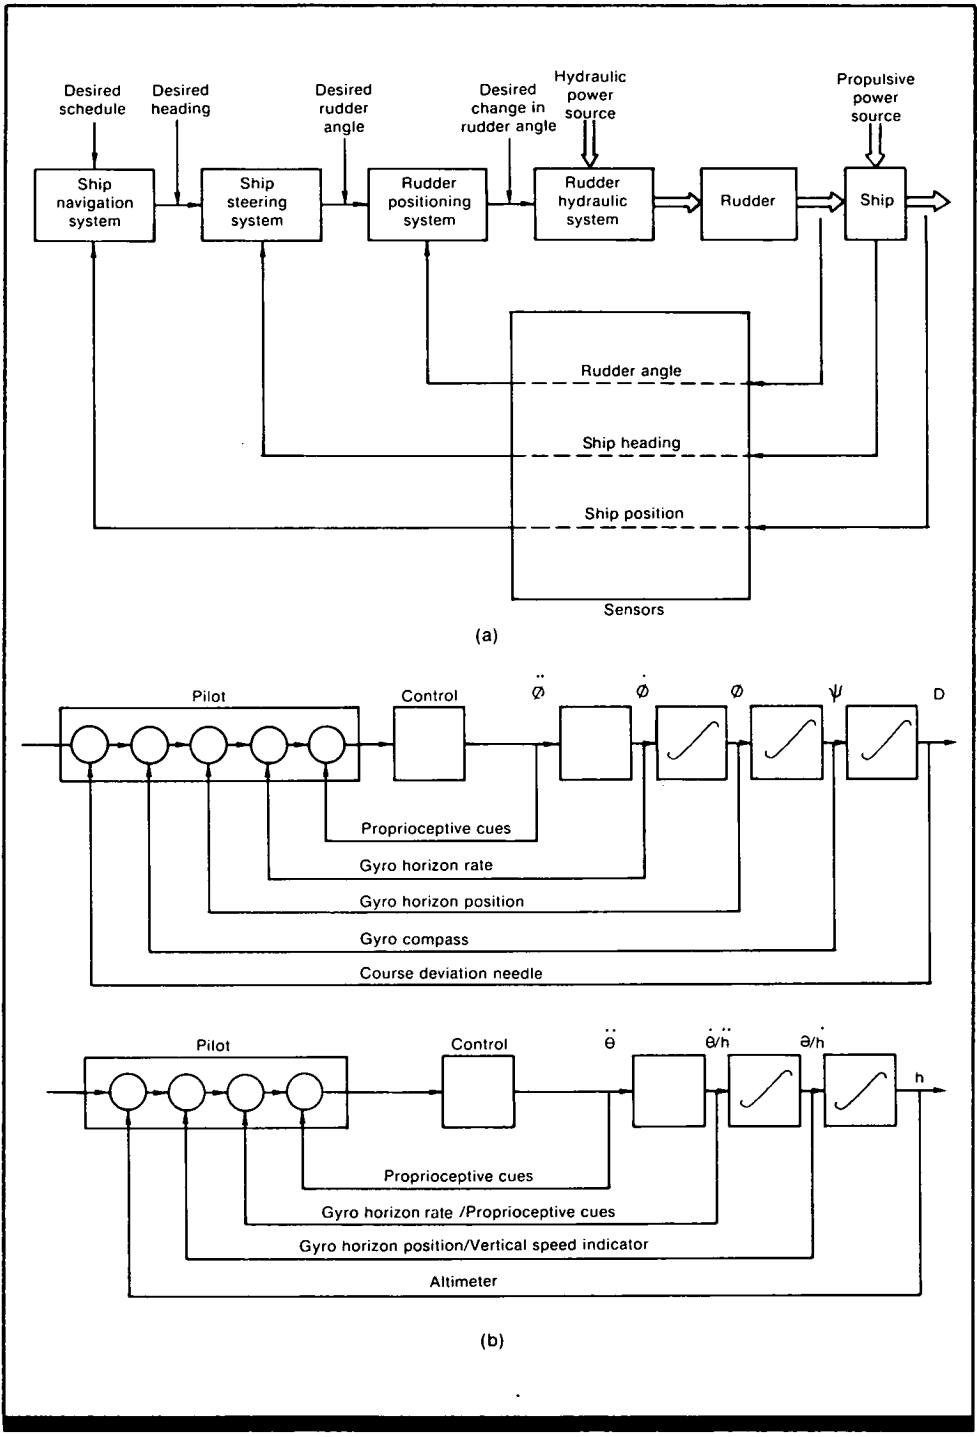 Desired
schedule
Desired
heading
Desired
rudder
angle
Desired
change in
rudder angle
Hydraulic
power
source
Propulsive
power
source
Ship
navigation
system
Ship
steering
system
Rudder
positioning
system
Rudder
hydraulic
system
Rudder
Ship
Rudder angle
Ship heading
Ship position
Sensors
(a)
Pilot
Control
∅̈
∅̇
∅
ψ
D
Proprioceptive cues
Gyro horizon rate
Gyro horizon position
Gyro compass
Course deviation needle
Pilot
Control
θ̈
θ̇/ḧ
θ/ḣ
h
Proprioceptive cues
Gyro horizon rate /Proprioceptive cues
Gyro horizon position/Vertical speed indicator
Altimeter
(b)